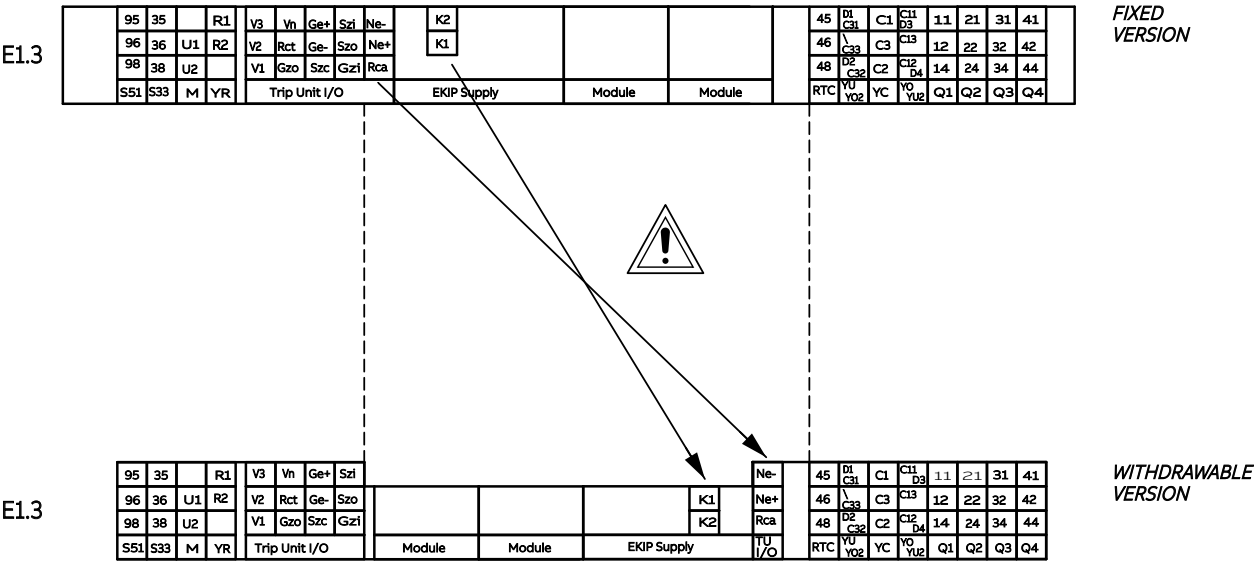 E1.3
95 35 R1 V3 Vn Ge+ Szi Ne- K2 45 D1 C31 C1 C11 D3 11 21 31 41
96 36 U1 R2 V2 Rct Ge- Szo Ne+ K1 46 \ C33 C3 C13 12 22 32 42
98 38 U2 V1 Gzo Szc Gzi Rca 48 D2 C32 C2 C12 D4 14 24 34 44
S51 S33 M YR Trip Unit I/O EKIP Supply Module Module RTC YU YO2 YC YO YU2 Q1 Q2 Q3 Q4
FIXED
VERSION
!
E1.3
95 35 R1 V3 Vn Ge+ Szi Ne- 45 D1 C31 C1 C11 D3 11 21 31 41
96 36 U1 R2 V2 Rct Ge- Szo K1 Ne+ 46 \ C33 C3 C13 12 22 32 42
98 38 U2 V1 Gzo Szc Gzi K2 Rca 48 D2 C32 C2 C12 D4 14 24 34 44
S51 S33 M YR Trip Unit I/O Module Module EKIP Supply TU I/O RTC YU YO2 YC YO YU2 Q1 Q2 Q3 Q4
WITHDRAWABLE
VERSION